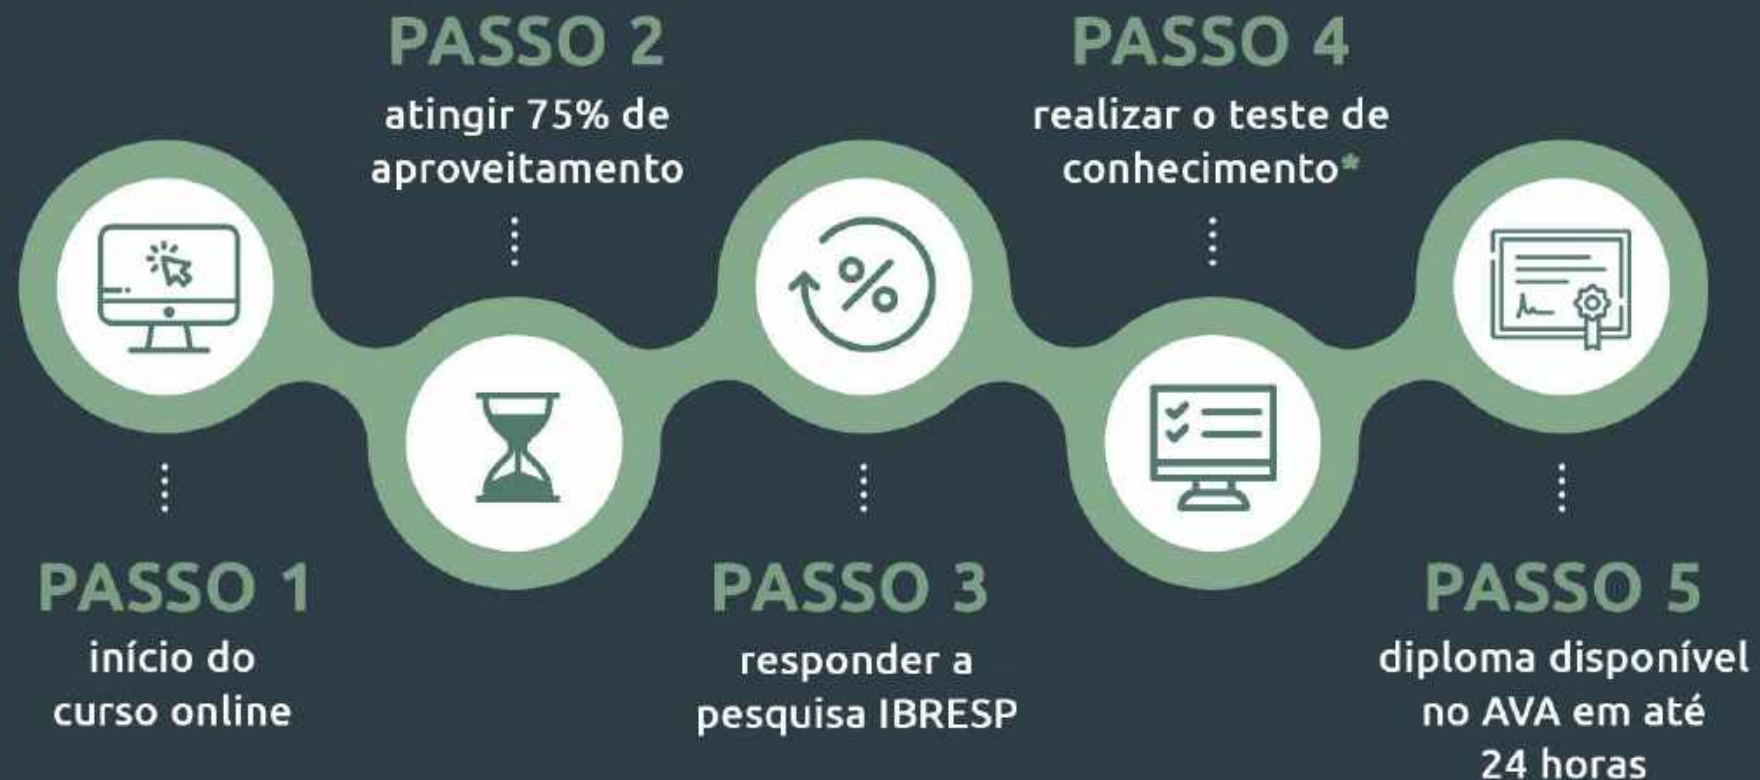 PASSO 1
início do
curso online
PASSO 2
atingir 75% de
aproveitamento
PASSO 3
responder a
pesquisa IBRESP
PASSO 4
realizar o teste de
conhecimento*
PASSO 5
diploma disponível
no AVA em até
24 horas
%